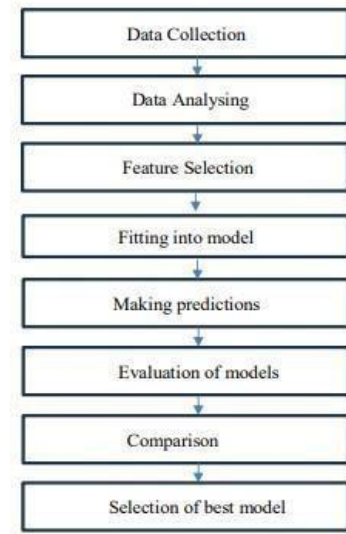 Data Collection
Data Analysing
Feature Selection
Fitting into model
Making predictions
Evaluation of models
Comparison
Selection of best model